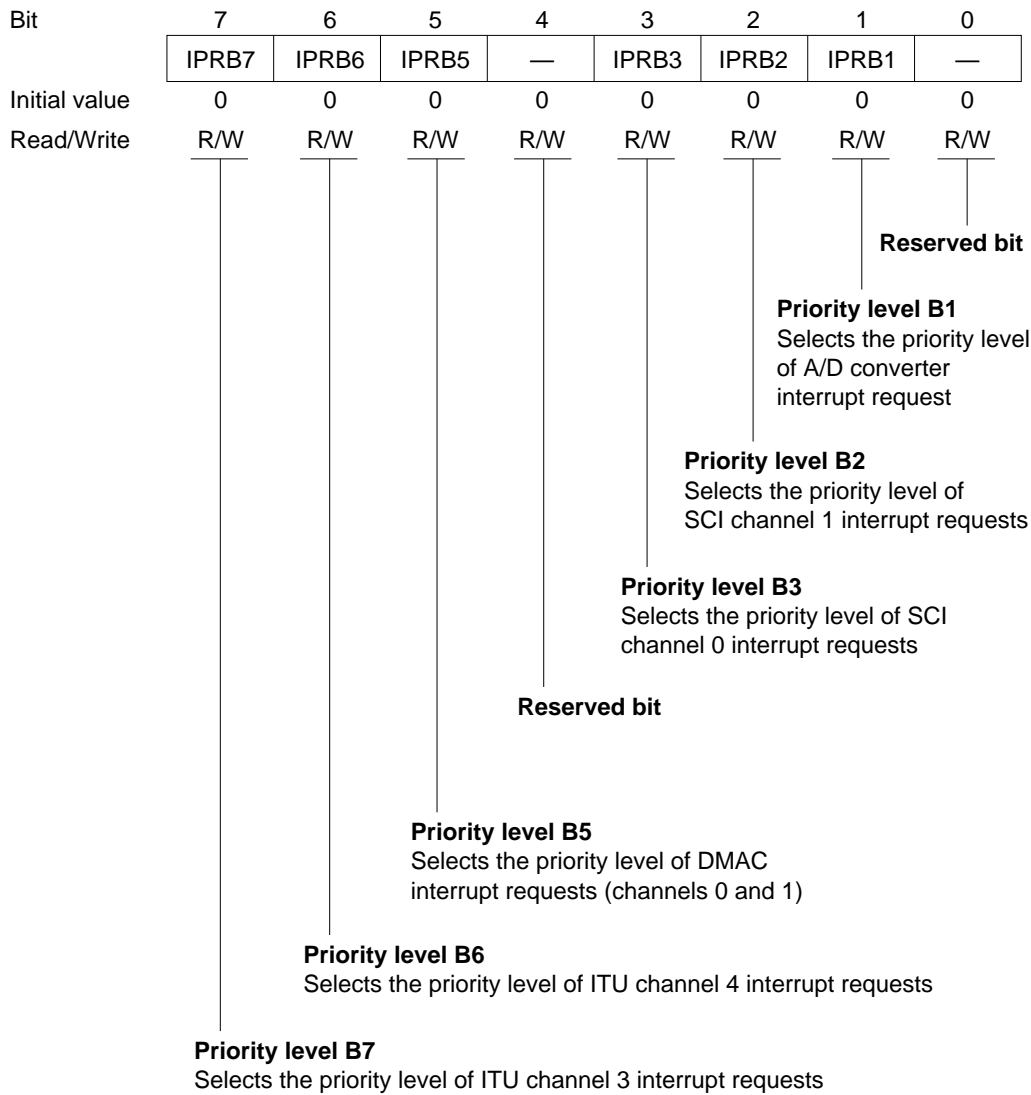 Bit 7 6 5 4 3 2 1 0
IPRB7 IPRB6 IPRB5 — IPRB3 IPRB2 IPRB1 —
Initial value 0 0 0 0 0 0 0 0
Read/Write R/W R/W R/W R/W R/W R/W R/W R/W
Reserved bit
Priority level B1
Selects the priority level
of A/D converter
interrupt request
Priority level B2
Selects the priority level of
SCI channel 1 interrupt requests
Priority level B3
Selects the priority level of SCI
channel 0 interrupt requests
Reserved bit
Priority level B5
Selects the priority level of DMAC
interrupt requests (channels 0 and 1)
Priority level B6
Selects the priority level of ITU channel 4 interrupt requests
Priority level B7
Selects the priority level of ITU channel 3 interrupt requests